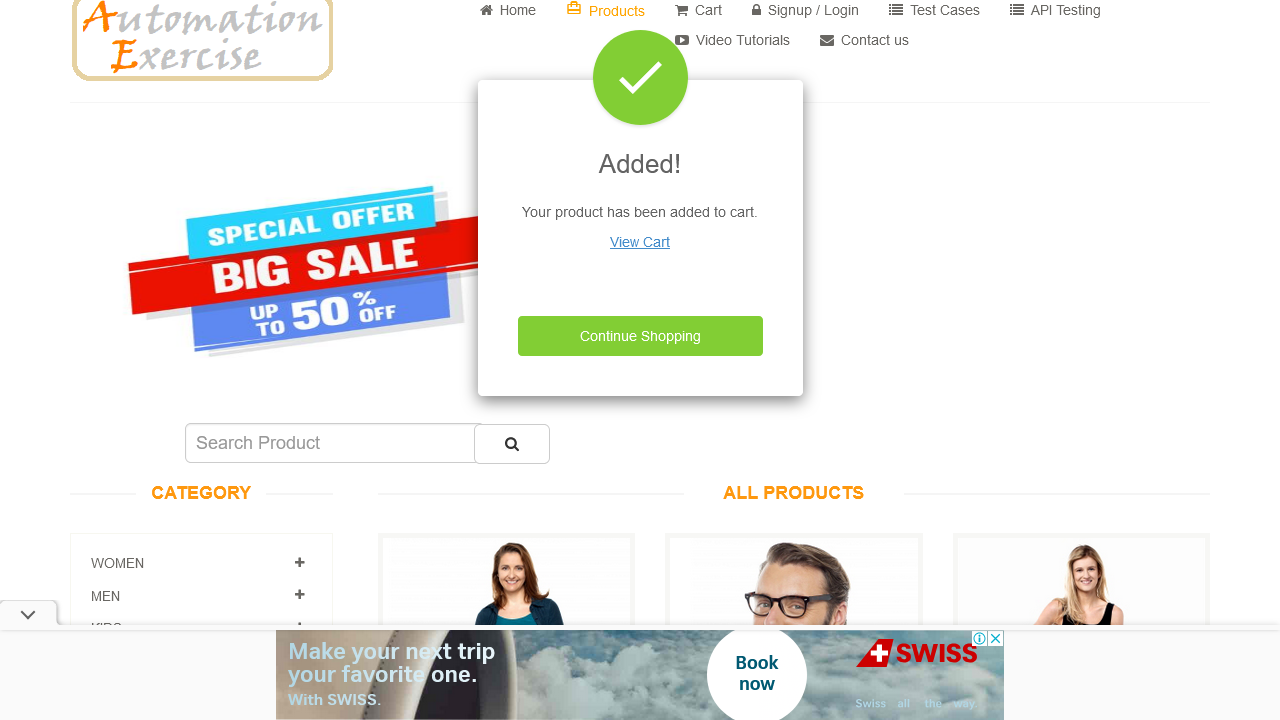 Automation
Exercise
Home
Products
Cart
Signup / Login
Test Cases
API Testing
Video Tutorials
Contact us
Added!
Your product has been added to cart.
View Cart
Continue Shopping
SPECIAL OFFER
BIG SALE
UP TO 50% OFF
Search Product
CATEGORY
ALL PRODUCTS
WOMEN
MEN
Make your next trip
your favorite one.
With SWISS.
Book
now
SWISS
Swiss all the way.